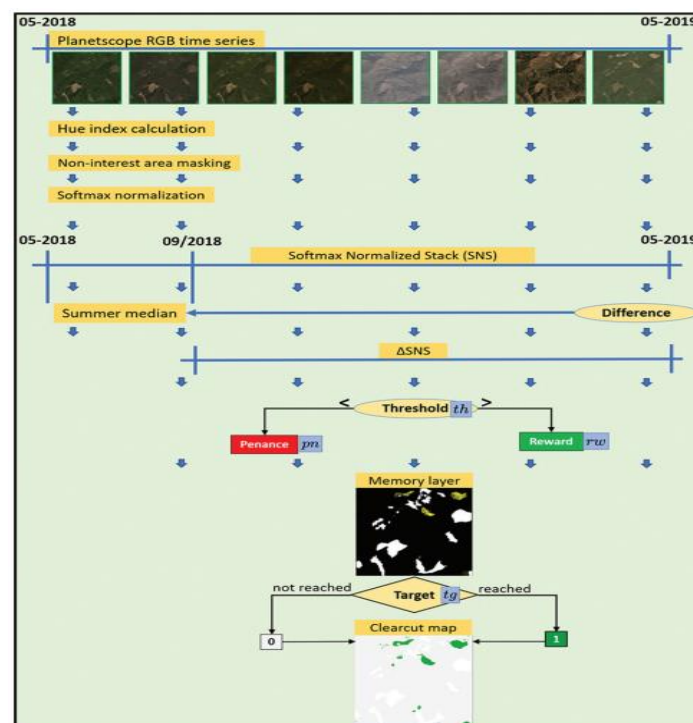 05-2018 05-2019
Planetscope RGB time series
Hue index calculation
Non-interest area masking
Softmax normalization
05-2018 09/2018 05-2019
Softmax Normalized Stack (SNS)
Summer median Difference
ΔSNS
< Threshold th >
Penance pn Reward rw
Memory layer
not reached Target tg reached
0 Clearcut map 1